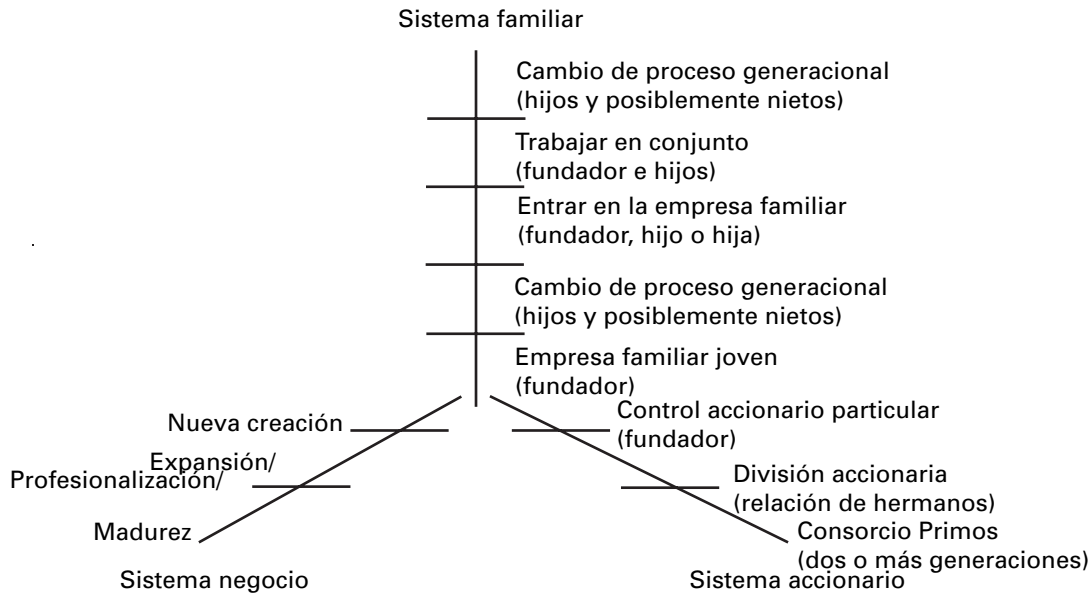 Sistema familiar
Cambio de proceso generacional
(hijos y posiblemente nietos)
Trabajar en conjunto
(fundador e hijos)
Entrar en la empresa familiar
(fundador, hijo o hija)
Cambio de proceso generacional
(hijos y posiblemente nietos)
Empresa familiar joven
(fundador)
Nueva creación
Expansión/
Profesionalización/
Madurez
Sistema negocio
Control accionario particular
(fundador)
División accionaria
(relación de hermanos)
Consorcio Primos
(dos o más generaciones)
Sistema accionario